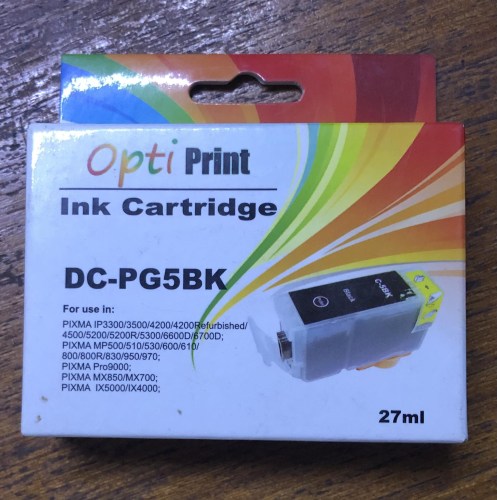 Opti Print
Ink Cartridge
DC-PG5BK
For use in:
PIXMA IP3300/3500/4200/4200Refurbished/
4500/5200/5200R/5300/6600D/6700D;
PIXMA MP500/510/530/600/610/
800/800R/830/950/970;
PIXMA Pro9000;
PIXMA MX850/MX700;
PIXMA IX5000/IX4000;
C-5BK
Black
27ml